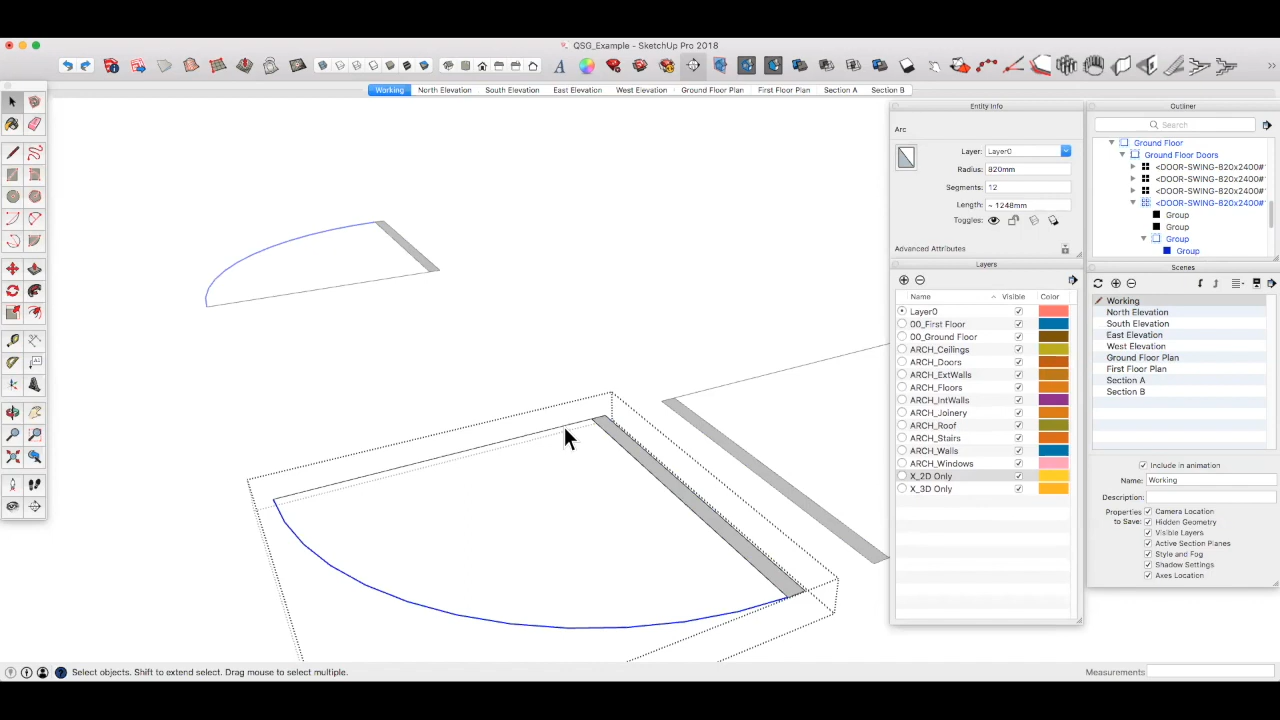 QSG_Example - SketchUp Pro 2018
Working North Elevation South Elevation East Elevation West Elevation Ground Floor Plan First Floor Plan Section A Section B
Entity Info
Arc
Layer: Layer0
Radius: 820mm
Segments: 12
Length: ~ 1248mm
Toggles:
Advanced Attributes
Layers
Name Visible Color
Layer0
00_First Floor
00_Ground Floor
ARCH_Ceilings
ARCH_Doors
ARCH_ExtWalls
ARCH_Floors
ARCH_IntWalls
ARCH_Joinery
ARCH_Roof
ARCH_Stairs
ARCH_Walls
ARCH_Windows
X_2D Only
X_3D Only
Outliner
Search
Ground Floor
Ground Floor Doors
<DOOR-SWING-820x2400#
<DOOR-SWING-820x2400#
<DOOR-SWING-820x2400#
<DOOR-SWING-820x2400#
Group
Group
Group
Group
Scenes
Working
North Elevation
South Elevation
East Elevation
West Elevation
Ground Floor Plan
First Floor Plan
Section A
Section B
Include in animation
Name: Working
Description:
Properties to Save:
Camera Location
Hidden Geometry
Visible Layers
Active Section Planes
Style and Fog
Shadow Settings
Axes Location
Select objects. Shift to extend select. Drag mouse to select multiple.
Measurements